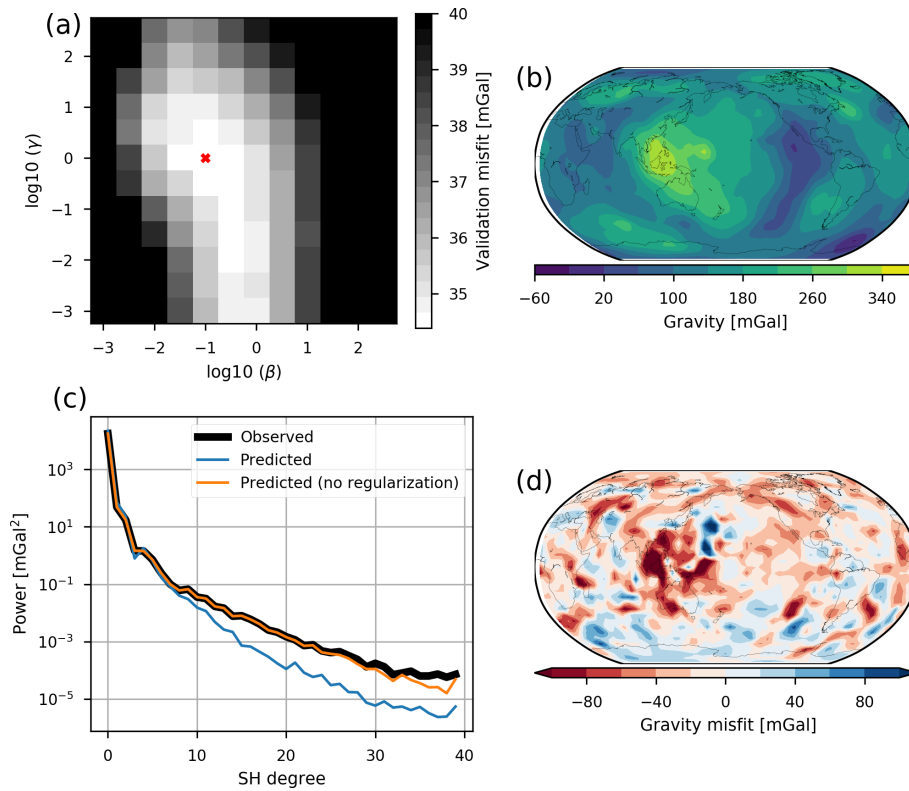 (a)
2
1
0
−1
−2
−3
log10 (γ)
−3 −2 −1 0 1 2
log10 (β)
40
39
38
37
36
35
Validation misfit [mGal]
(b)
−60 20 100 180 260 340
Gravity [mGal]
(c)
Observed
Predicted
Predicted (no regularization)
10³
10¹
10⁻¹
10⁻³
10⁻⁵
Power [mGal²]
0 10 20 30 40
SH degree
(d)
−80 −40 0 40 80
Gravity misfit [mGal]